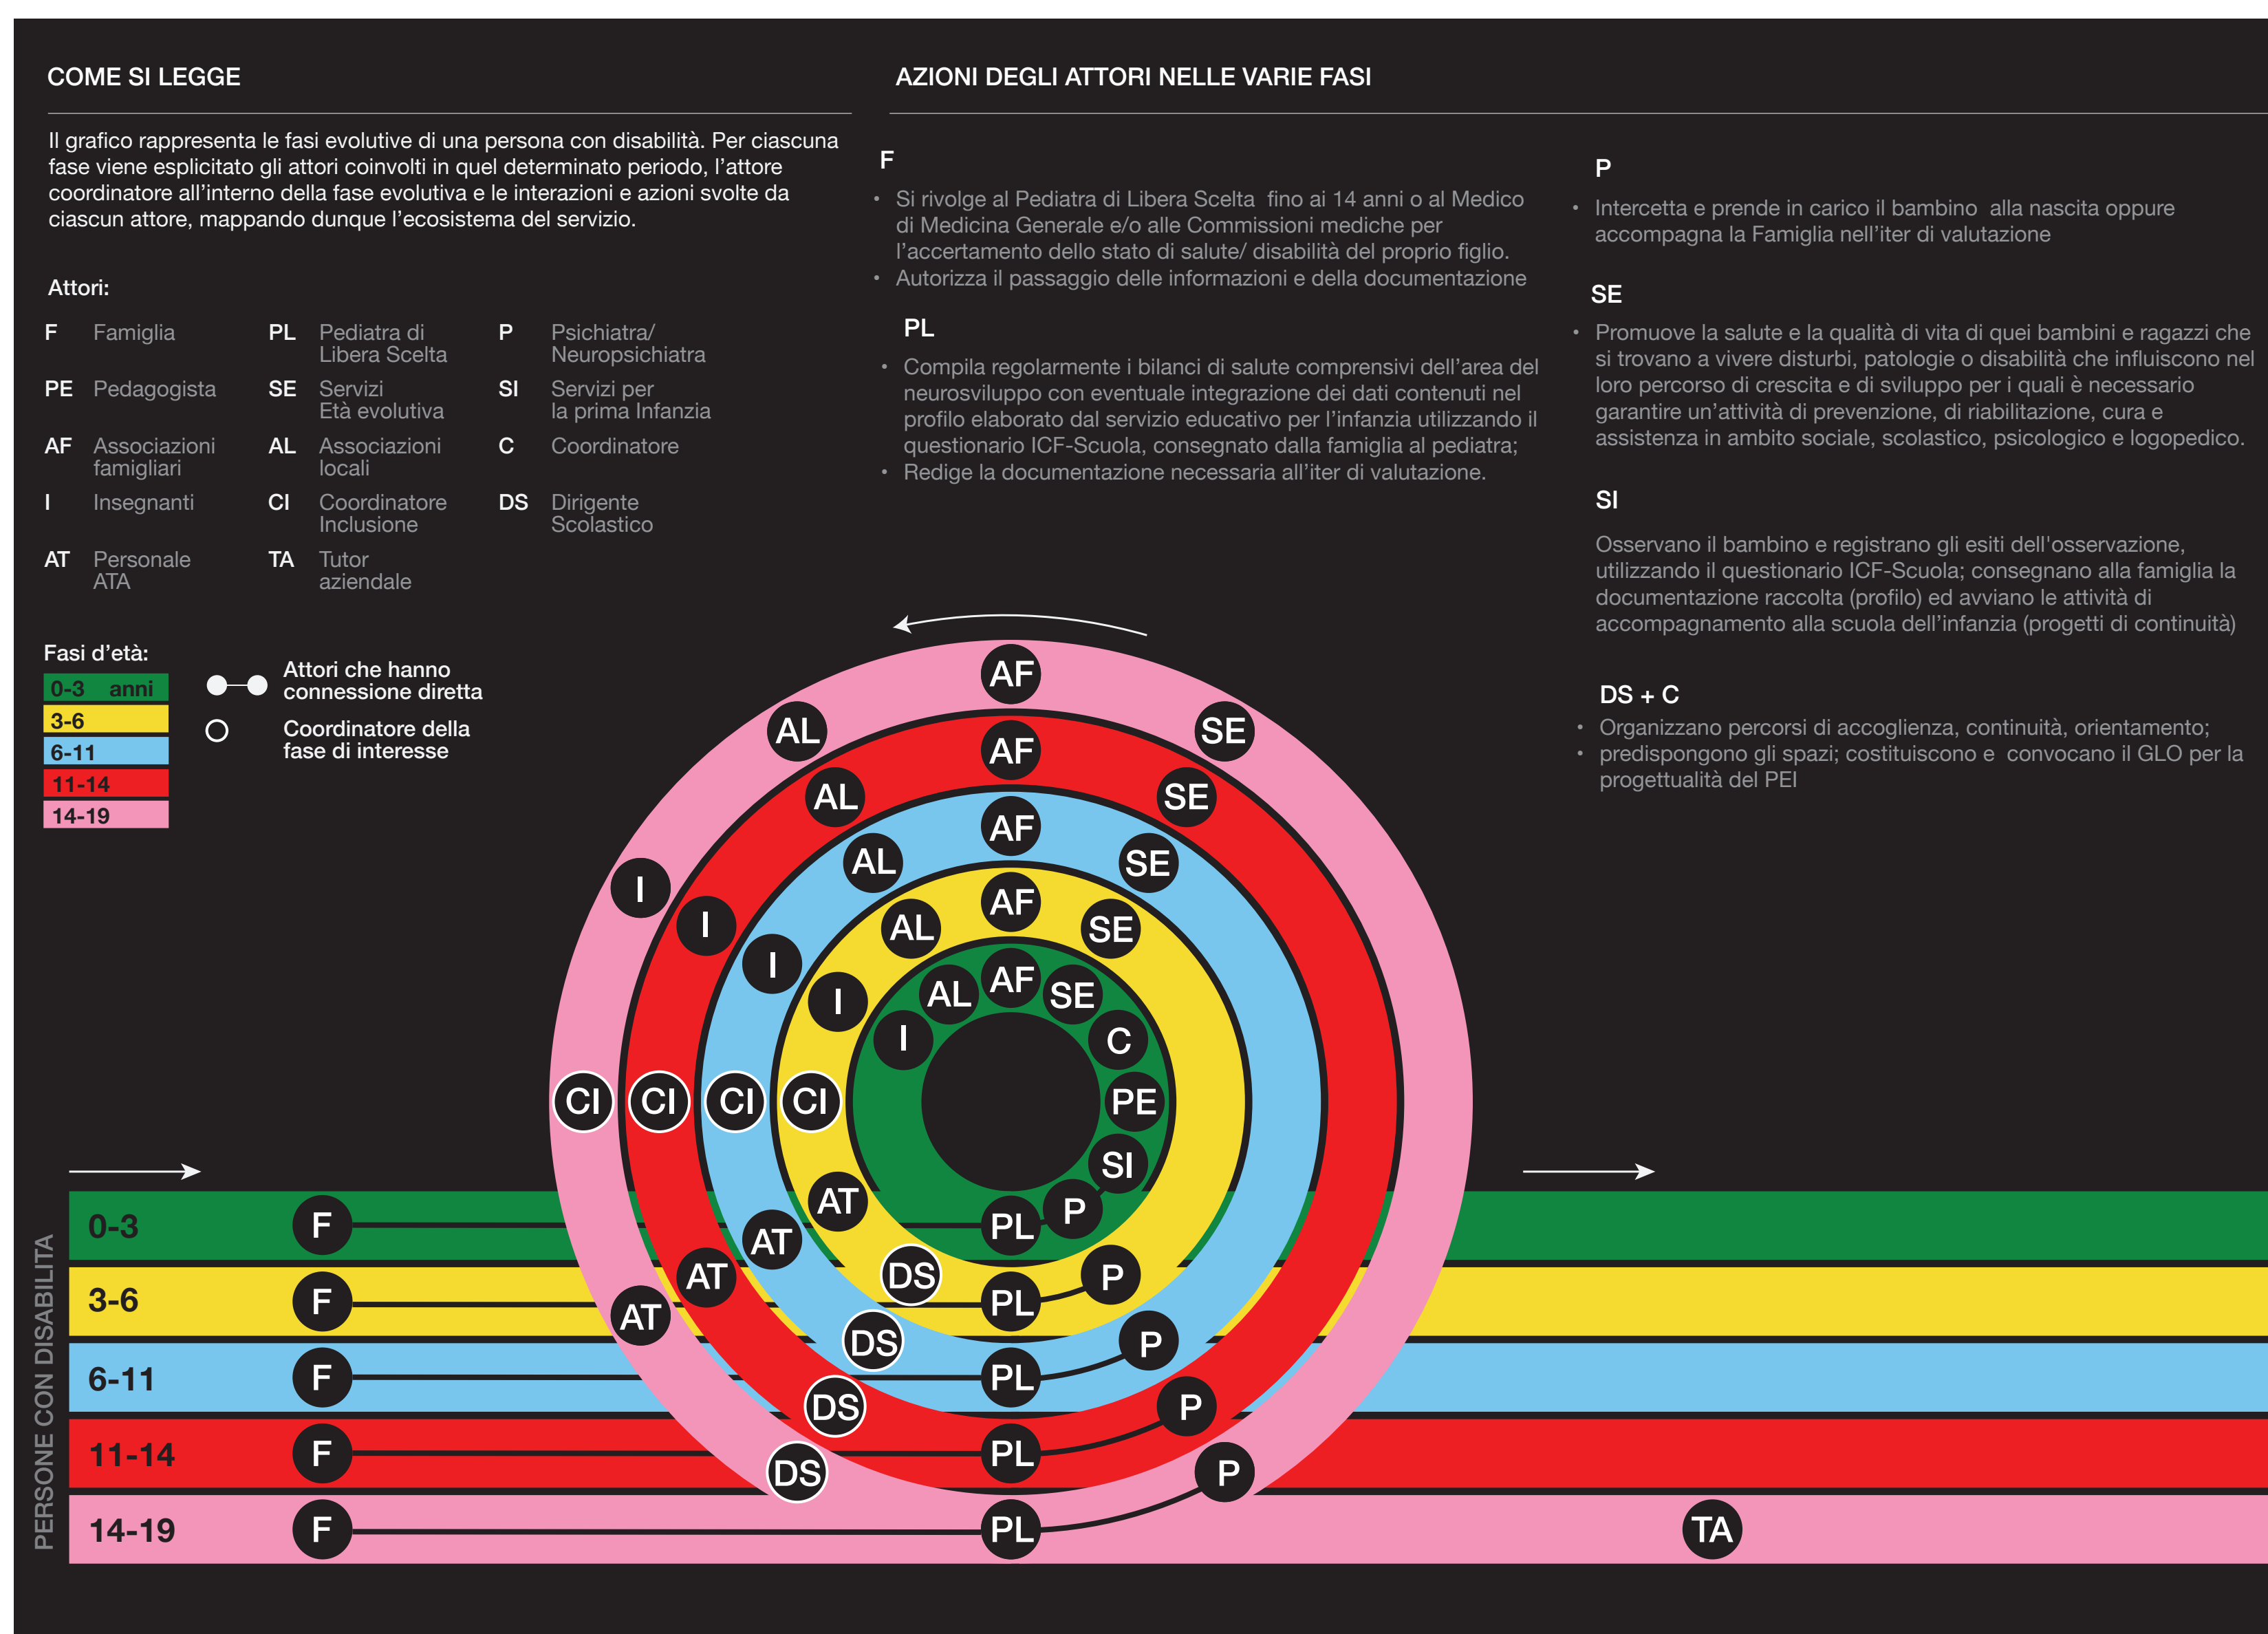 COME SI LEGGE
Il grafico rappresenta le fasi evolutive di una persona con disabilità. Per ciascuna
fase viene esplicitato gli attori coinvolti in quel determinato periodo, l'attore
coordinatore all'interno della fase evolutiva e le interazioni e azioni svolte da
ciascun attore, mappando dunque l'ecosistema del servizio.
Attori:
F Famiglia
PL Pediatra di
Libera Scelta
P Psichiatra/
Neuropsichiatra
PE Pedagogista
SE Servizi
Età evolutiva
SI Servizi per
la prima Infanzia
AF Associazioni
famigliari
AL Associazioni
locali
C Coordinatore
I Insegnanti
CI Coordinatore
Inclusione
DS Dirigente
Scolastico
AT Personale
ATA
TA Tutor
aziendale
Fasi d'età:
0-3 anni
3-6
6-11
11-14
14-19
Attori che hanno
connessione diretta
Coordinatore della
fase di interesse
AZIONI DEGLI ATTORI NELLE VARIE FASI
F
• Si rivolge al Pediatra di Libera Scelta fino ai 14 anni o al Medico
di Medicina Generale e/o alle Commissioni mediche per
l'accertamento dello stato di salute/ disabilità del proprio figlio.
• Autorizza il passaggio delle informazioni e della documentazione
PL
• Compila regolarmente i bilanci di salute comprensivi dell'area del
neurosviluppo con eventuale integrazione dei dati contenuti nel
profilo elaborato dal servizio educativo per l'infanzia utilizzando il
questionario ICF-Scuola, consegnato dalla famiglia al pediatra;
• Redige la documentazione necessaria all'iter di valutazione.
P
• Intercetta e prende in carico il bambino alla nascita oppure
accompagna la Famiglia nell'iter di valutazione
SE
• Promuove la salute e la qualità di vita di quei bambini e ragazzi che
si trovano a vivere disturbi, patologie o disabilità che influiscono nel
loro percorso di crescita e di sviluppo per i quali è necessario
garantire un'attività di prevenzione, di riabilitazione, cura e
assistenza in ambito sociale, scolastico, psicologico e logopedico.
SI
Osservano il bambino e registrano gli esiti dell'osservazione,
utilizzando il questionario ICF-Scuola; consegnano alla famiglia la
documentazione raccolta (profilo) ed avviano le attività di
accompagnamento alla scuola dell'infanzia (progetti di continuità)
DS + C
• Organizzano percorsi di accoglienza, continuità, orientamento;
• predispongono gli spazi; costituiscono e convocano il GLO per la
progettualità del PEI
AF
AL
SE
AF
AL
SE
AF
AL
SE
I
AF
I
AL
SE
I
AF
AL
SE
I
I
C
CI
CI
CI
CI
PE
SI
AT
P
AT
AT
AT
DS
DS
DS
DS
PERSONE CON DISABILITA
0-3
F
PL
3-6
F
PL
P
6-11
F
PL
P
11-14
F
PL
P
14-19
F
PL
P
TA